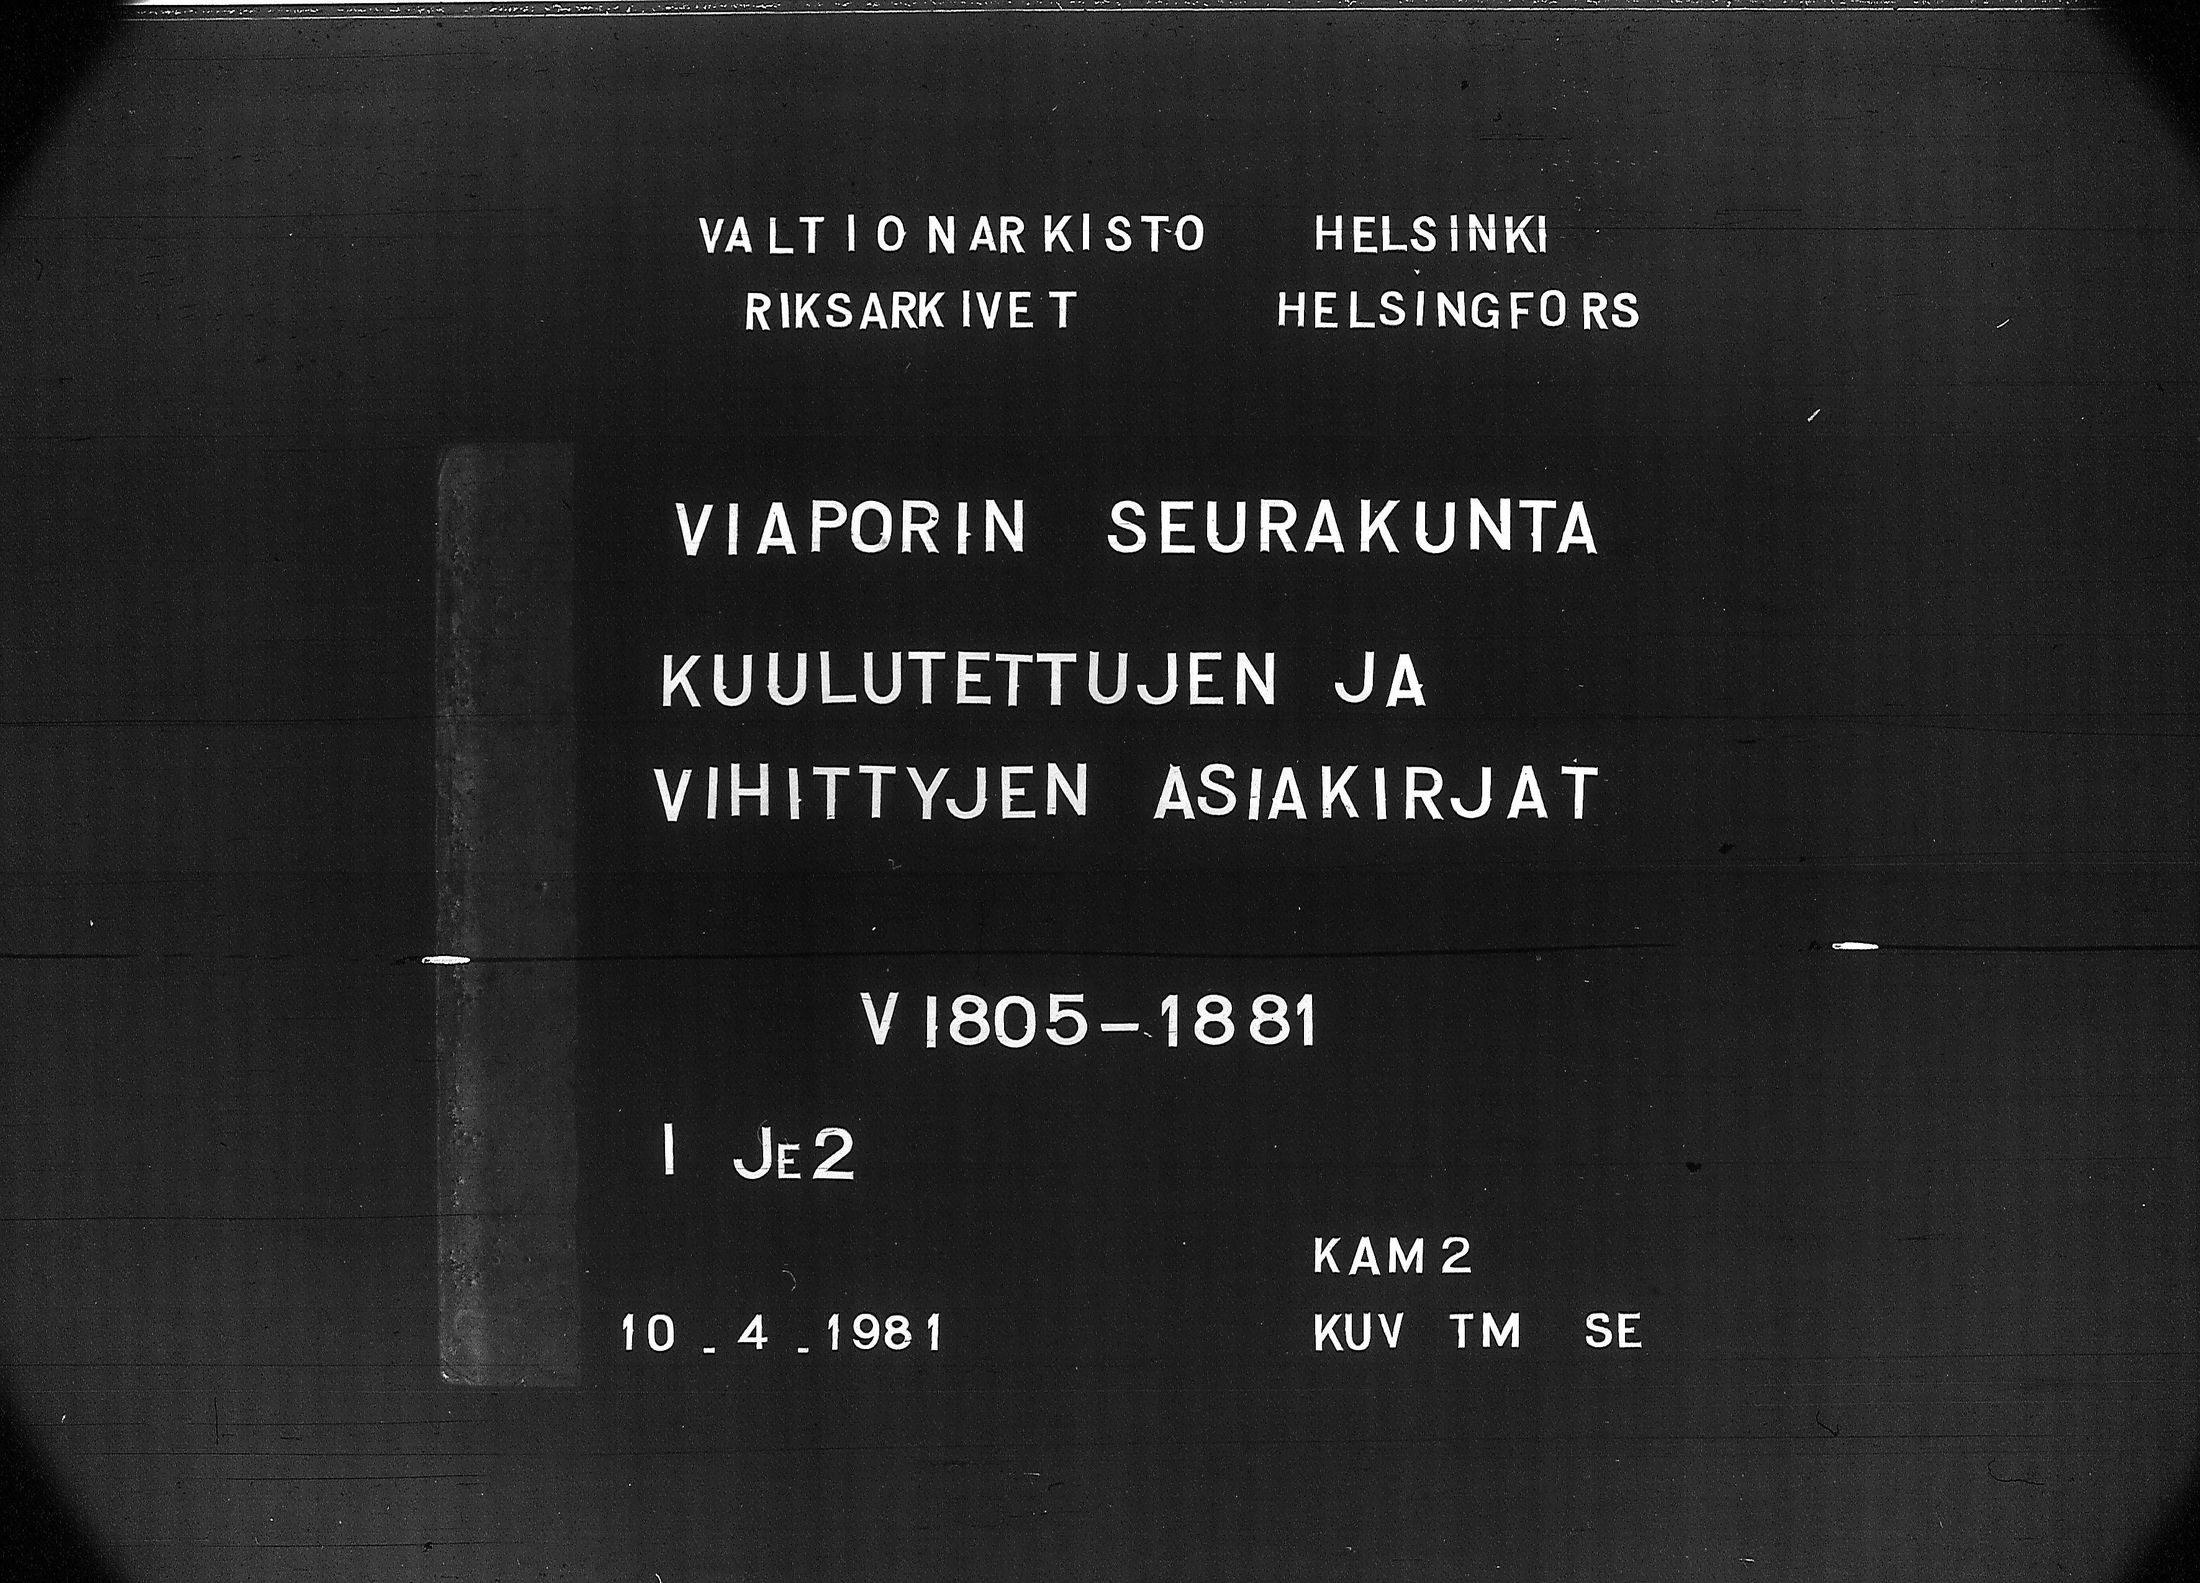 VALTIONARKISTO HELSINKI
RIKSARKIVET HELSINGFORS
VIAPORIN SEURAKUNTA
KUULUTETTUJEN JA
VIHITTYJEN ASIAKIRJAT
V 1805-1881
I JE2
KAM 2
10.4.1981 KUV TM SE